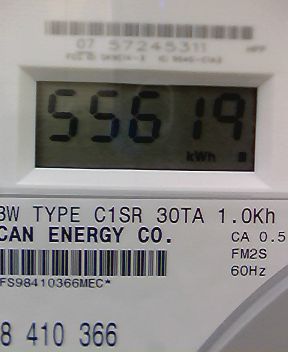 07 57245311
55619
kWh
3W TYPE C1SR 30TA 1.0Kh
CAN ENERGY CO.
CA 0.5
FM2S
60Hz
FS98410366MEC*
8 410 366